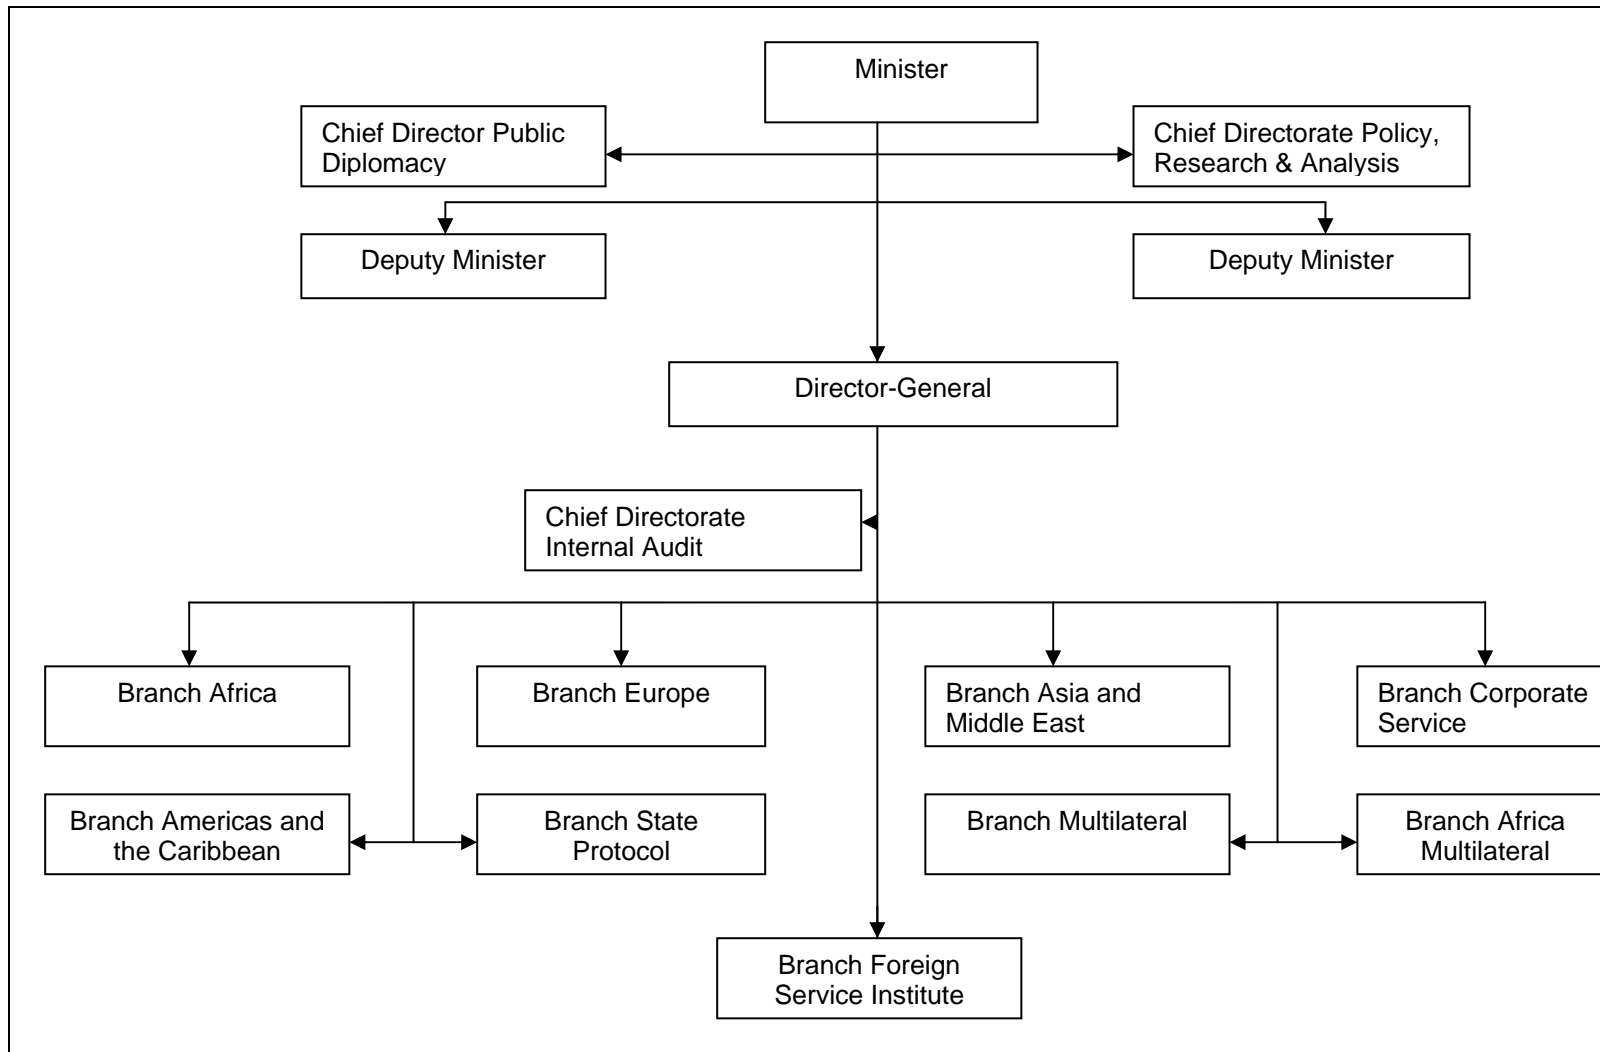 Minister
Chief Director Public
Diplomacy
Chief Directorate Policy,
Research & Analysis
Deputy Minister
Deputy Minister
Director-General
Chief Directorate
Internal Audit
Branch Africa
Branch Europe
Branch Asia and
Middle East
Branch Corporate
Service
Branch Americas and
the Caribbean
Branch State
Protocol
Branch Multilateral
Branch Africa
Multilateral
Branch Foreign
Service Institute